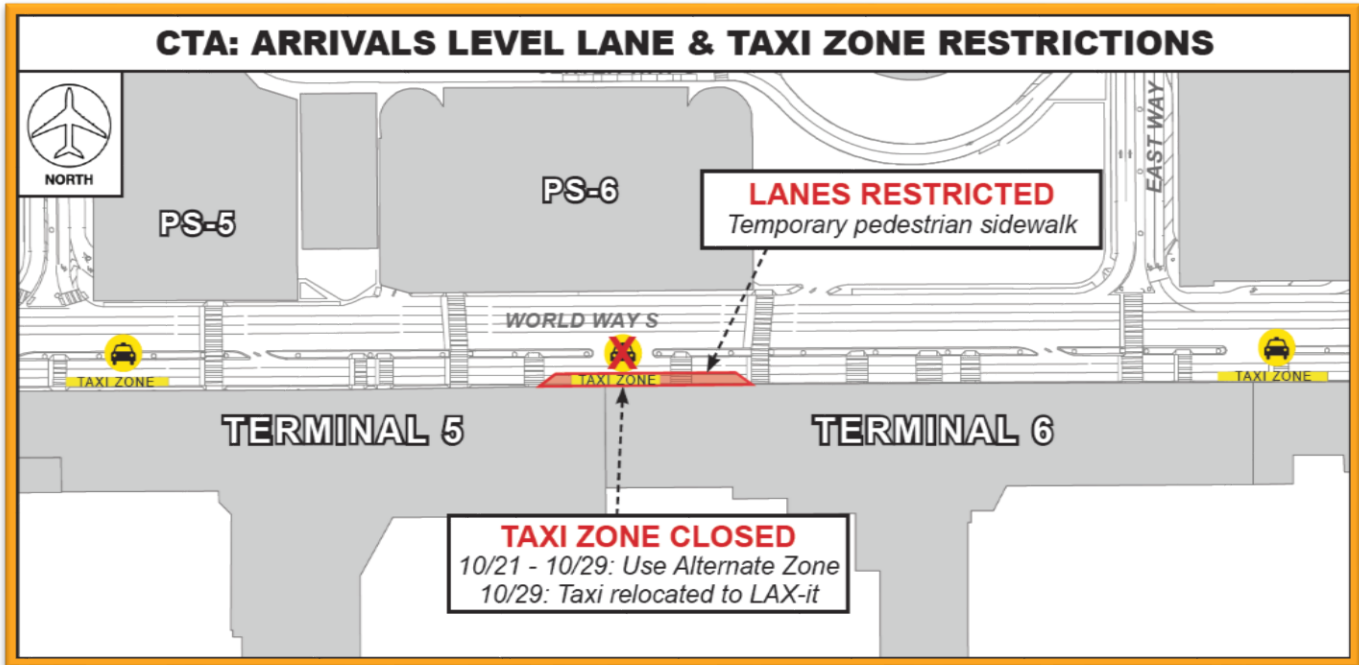 CTA: ARRIVALS LEVEL LANE & TAXI ZONE RESTRICTIONS
NORTH
PS-5
PS-6
EAST WAY
LANES RESTRICTED
Temporary pedestrian sidewalk
WORLD WAY S
TAXI ZONE
TAXI ZONE
TAXI ZONE
TERMINAL 5
TERMINAL 6
TAXI ZONE CLOSED
10/21 - 10/29: Use Alternate Zone
10/29: Taxi relocated to LAX-it